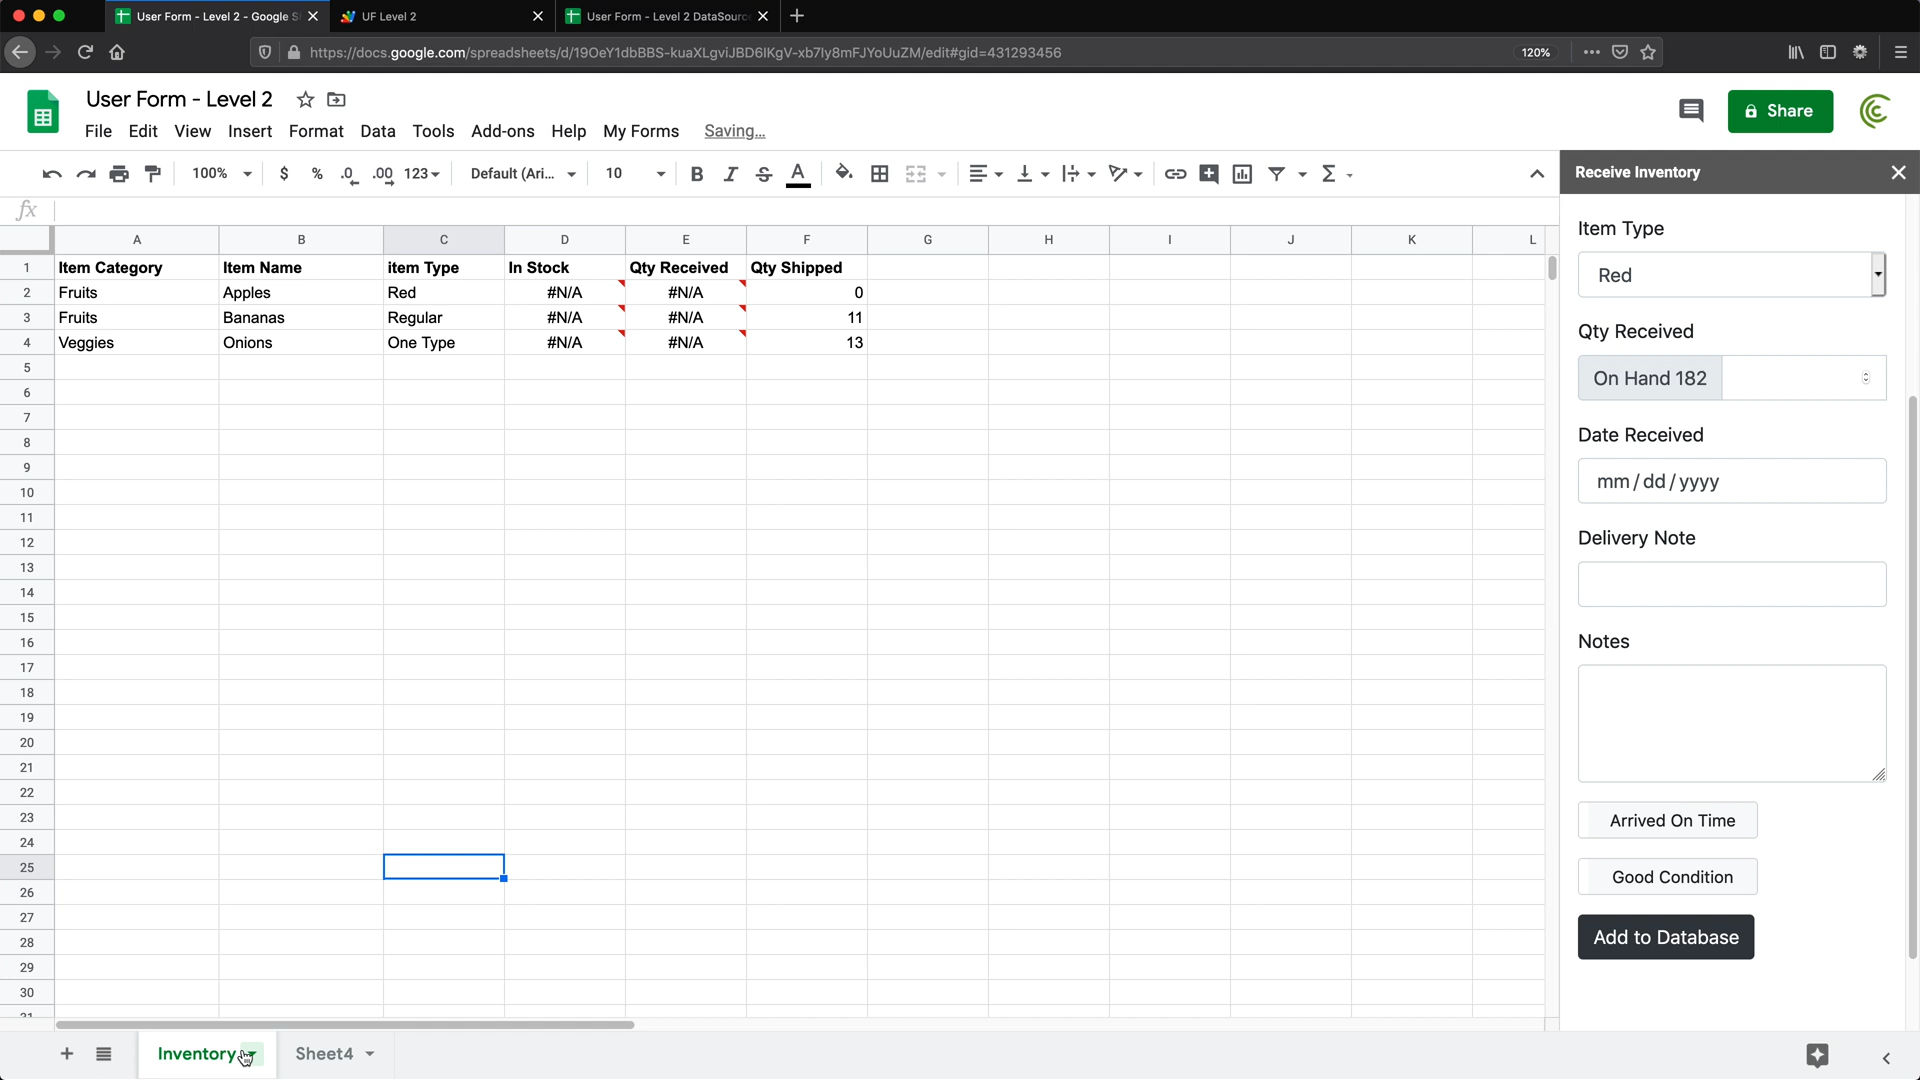 User Form - Level 2 - Google S
UF Level 2
User Form - Level 2 DataSourc
https://docs.google.com/spreadsheets/d/19OeY1dbBBS-kuaXLgviJBD6IKgV-xb7Iy8mFJYoUuZM/edit#gid=431293456
120%
User Form - Level 2
File Edit View Insert Format Data Tools Add-ons Help My Forms Saving...
Share
100% $ % .0 .00 123 Default (Ari... 10 B I S A Σ
Receive Inventory
fx
A B C D E F G H I J K L
1 Item Category Item Name item Type In Stock Qty Received Qty Shipped
2 Fruits Apples Red #N/A #N/A 0
3 Fruits Bananas Regular #N/A #N/A 11
4 Veggies Onions One Type #N/A #N/A 13
5
6
7
8
9
10
11
12
13
14
15
16
17
18
19
20
21
22
23
24
25
26
27
28
29
30
31
Item Type
Red
Qty Received
On Hand 182
Date Received
mm / dd / yyyy
Delivery Note
Notes
Arrived On Time
Good Condition
Add to Database
Inventory Sheet4